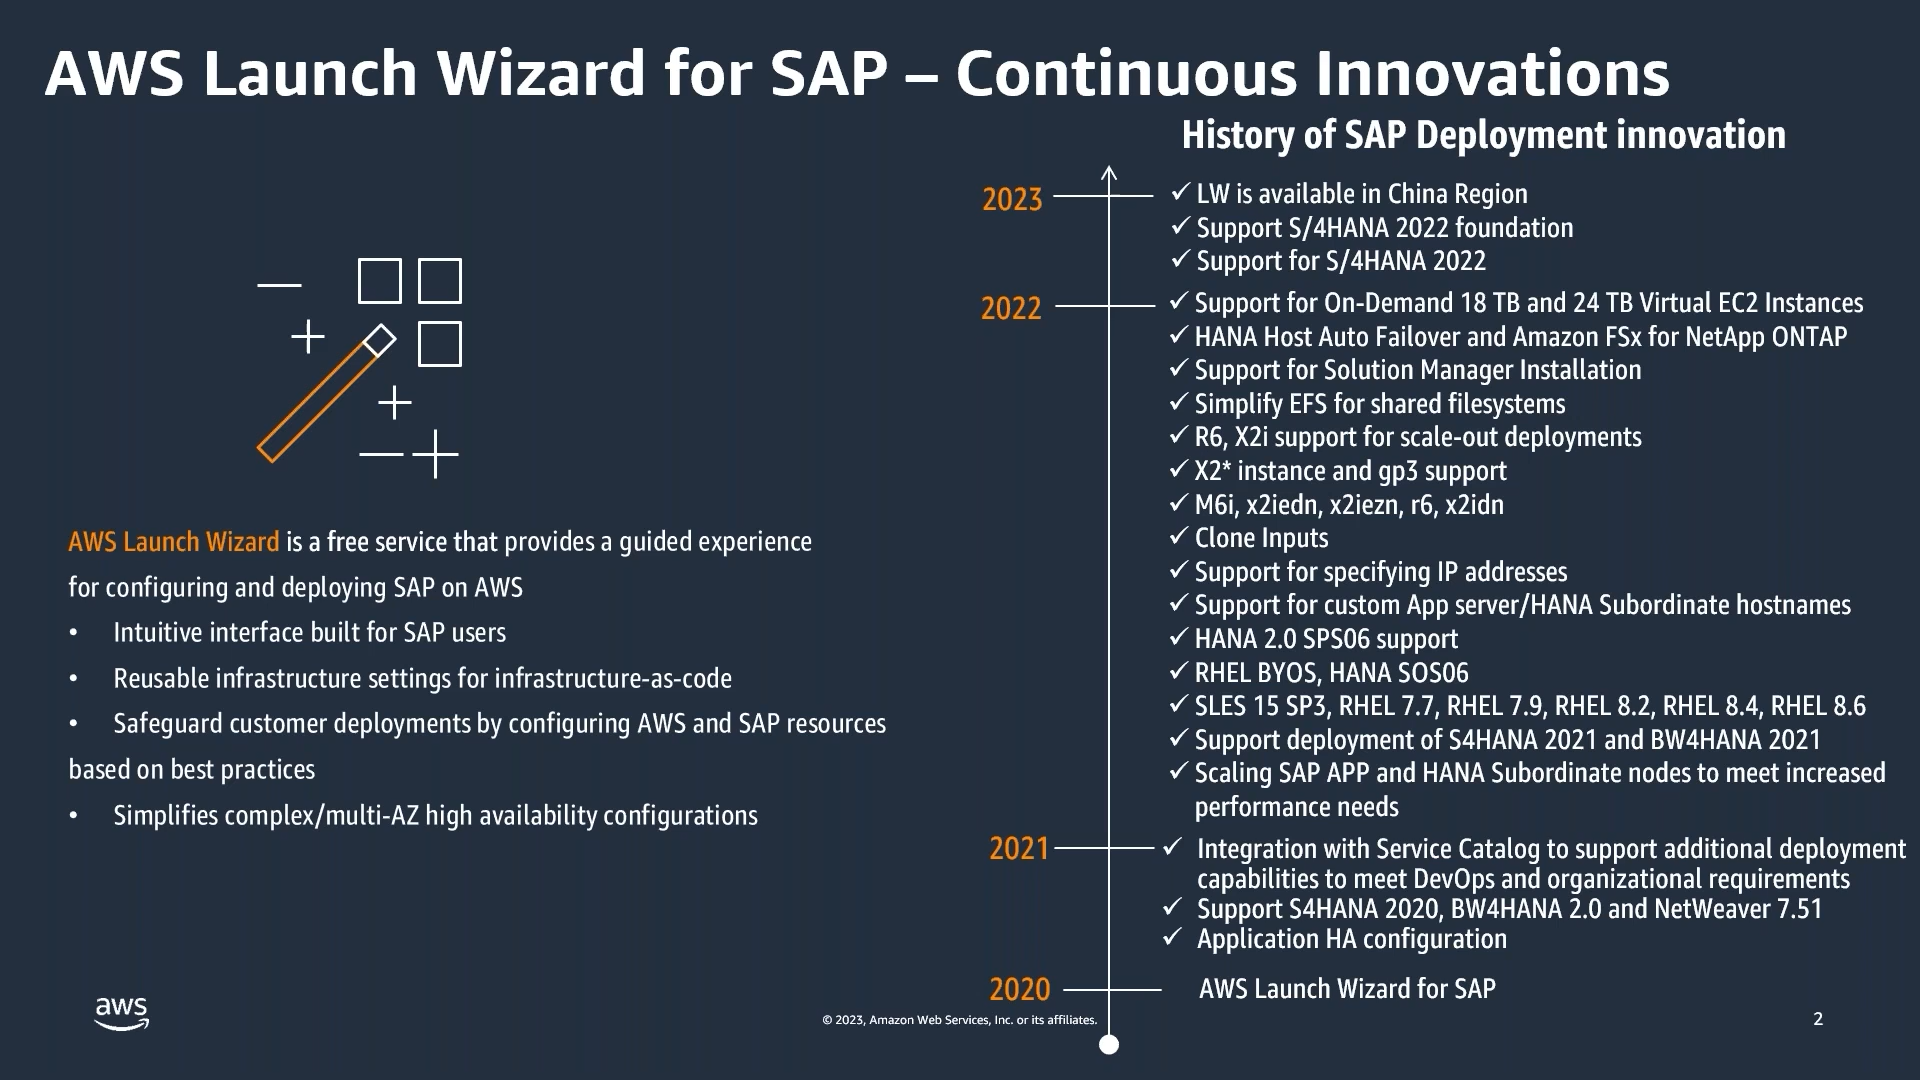 AWS Launch Wizard for SAP – Continuous Innovations
History of SAP Deployment innovation
AWS Launch Wizard is a free service that provides a guided experience
for configuring and deploying SAP on AWS
• Intuitive interface built for SAP users
• Reusable infrastructure settings for infrastructure-as-code
• Safeguard customer deployments by configuring AWS and SAP resources
based on best practices
• Simplifies complex/multi-AZ high availability configurations
2023
✓ LW is available in China Region
✓ Support S/4HANA 2022 foundation
✓ Support for S/4HANA 2022
2022
✓ Support for On-Demand 18 TB and 24 TB Virtual EC2 Instances
✓ HANA Host Auto Failover and Amazon FSx for NetApp ONTAP
✓ Support for Solution Manager Installation
✓ Simplify EFS for shared filesystems
✓ R6, X2i support for scale-out deployments
✓ X2* instance and gp3 support
✓ M6i, x2iedn, x2iezn, r6, x2idn
✓ Clone Inputs
✓ Support for specifying IP addresses
✓ Support for custom App server/HANA Subordinate hostnames
✓ HANA 2.0 SPS06 support
✓ RHEL BYOS, HANA SOS06
✓ SLES 15 SP3, RHEL 7.7, RHEL 7.9, RHEL 8.2, RHEL 8.4, RHEL 8.6
✓ Support deployment of S4HANA 2021 and BW4HANA 2021
✓ Scaling SAP APP and HANA Subordinate nodes to meet increased
performance needs
2021
✓ Integration with Service Catalog to support additional deployment
capabilities to meet DevOps and organizational requirements
✓ Support S4HANA 2020, BW4HANA 2.0 and NetWeaver 7.51
✓ Application HA configuration
2020
AWS Launch Wizard for SAP
aws
© 2023, Amazon Web Services, Inc. or its affiliates.
2